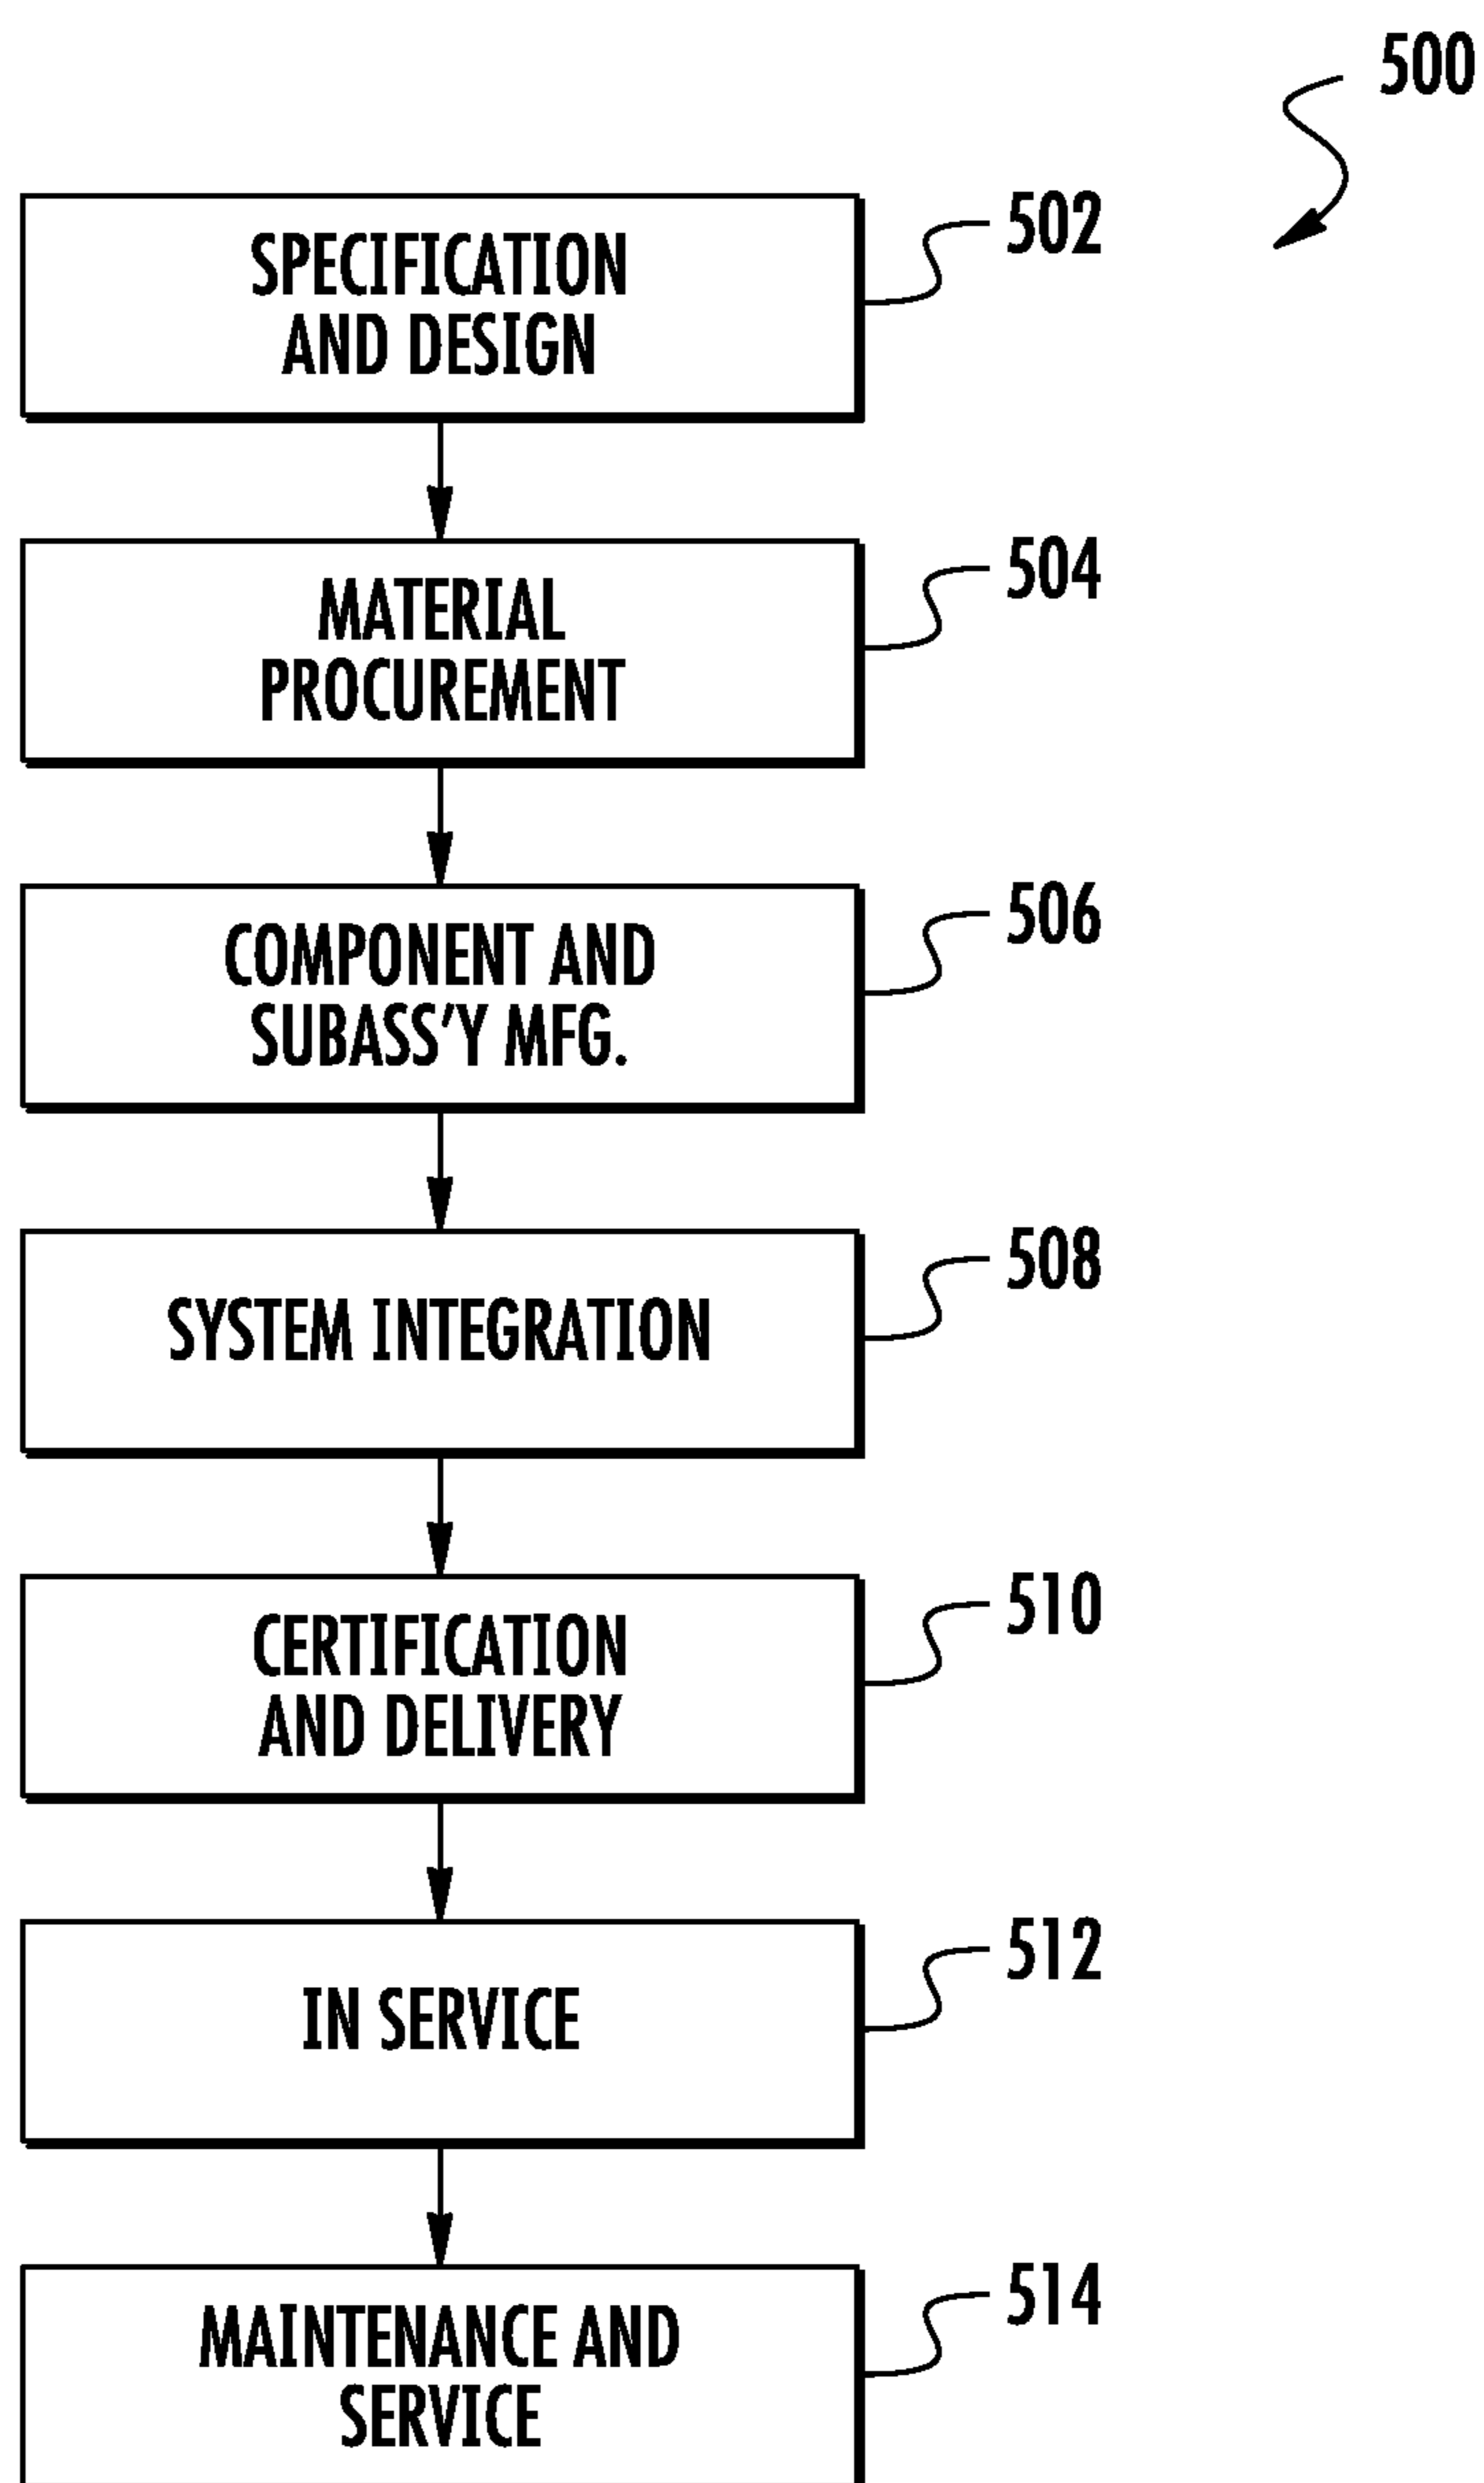 500
SPECIFICATION
AND DESIGN
502
MATERIAL
PROCUREMENT
504
COMPONENT AND
SUBASS'Y MFG.
506
SYSTEM INTEGRATION
508
CERTIFICATION
AND DELIVERY
510
IN SERVICE
512
MAINTENANCE AND
SERVICE
514